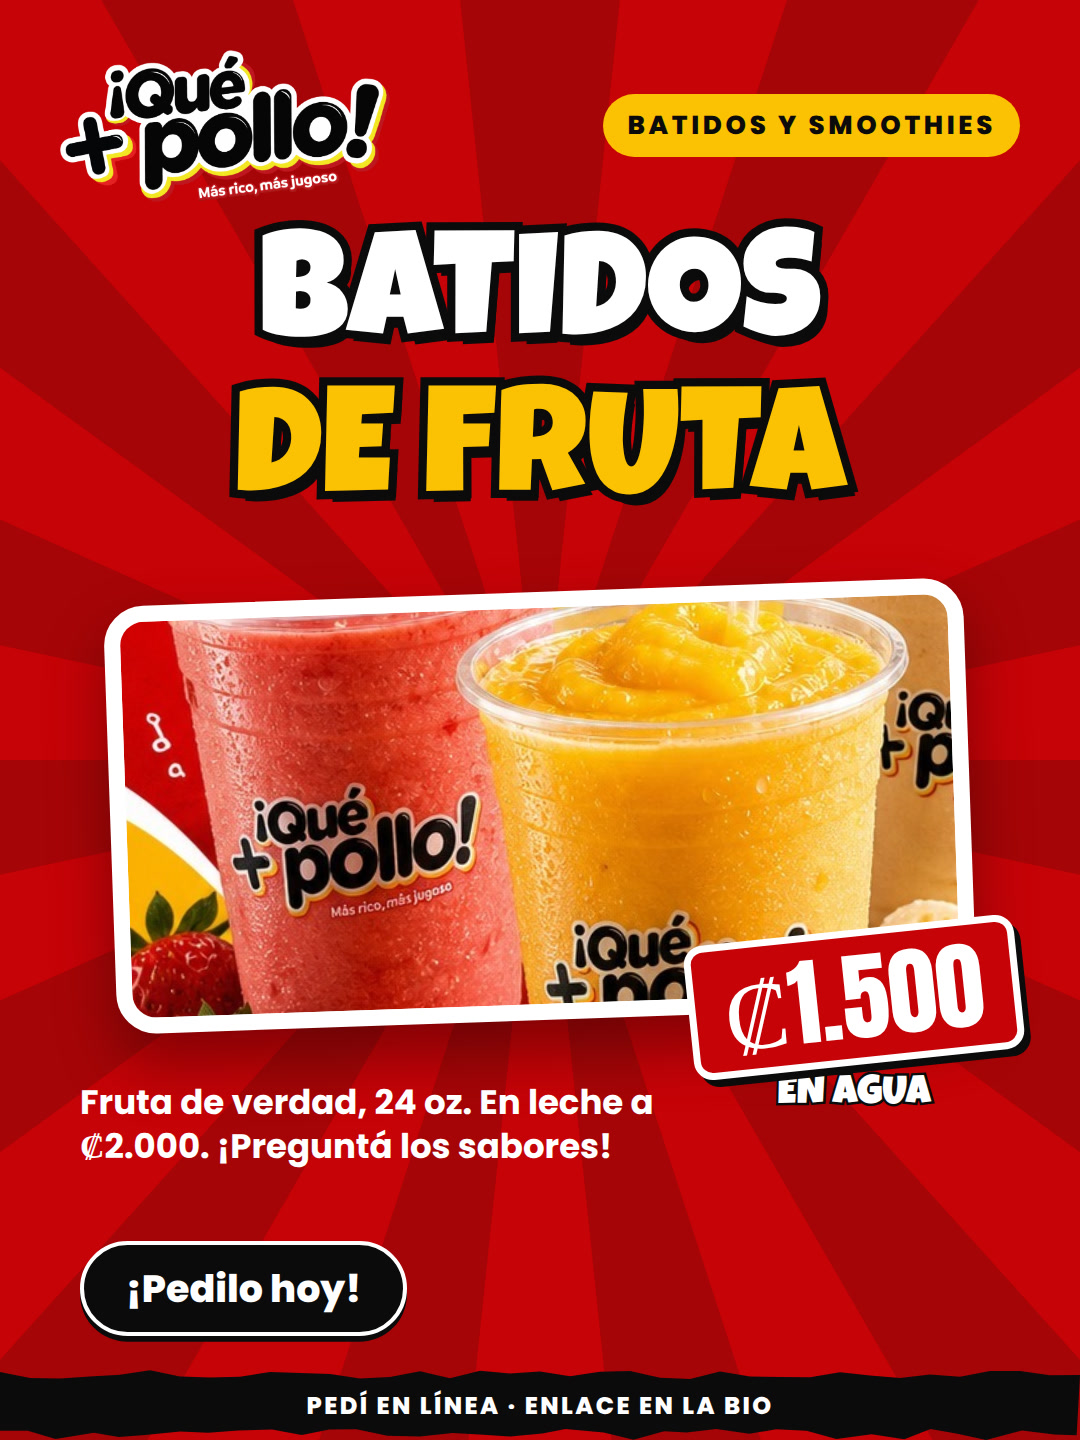 ¡Qué
+ pollo!
Más rico, más jugoso
BATIDOS Y SMOOTHIES
BATIDOS
DE FRUTA
¡Qué
+ pollo!
Más rico, más jugoso
¡Qué
₡1.500
EN AGUA
Fruta de verdad, 24 oz. En leche a
₡2.000. ¡Preguntá los sabores!
¡Pedilo hoy!
PEDÍ EN LÍNEA · ENLACE EN LA BIO